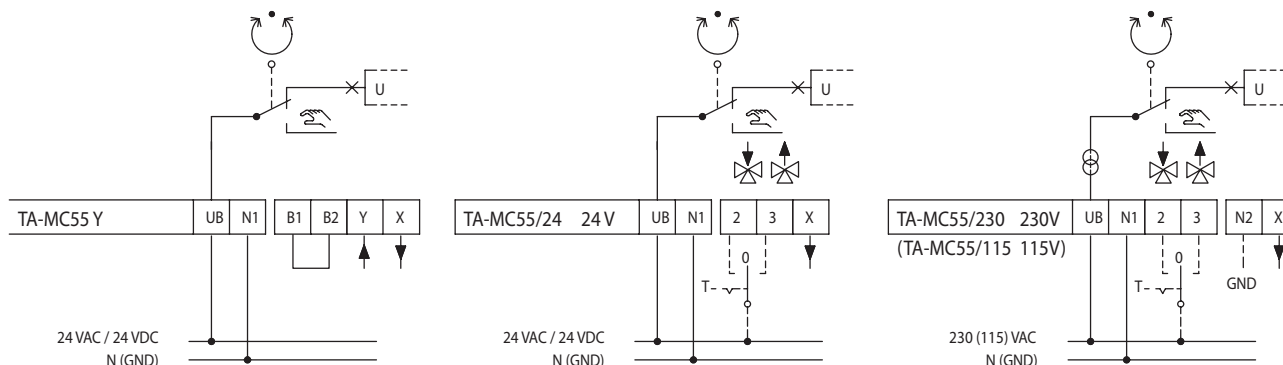 U
TA-MC55 Y UB N1 B1 B2 Y X
24 VAC / 24 VDC
N (GND)
U
TA-MC55/24 24 V UB N1 2 3 X
0
T
24 VAC / 24 VDC
N (GND)
U
TA-MC55/230 230V UB N1 2 3 N2 X
(TA-MC55/115 115V)
0
GND
T
230 (115) VAC
N (GND)